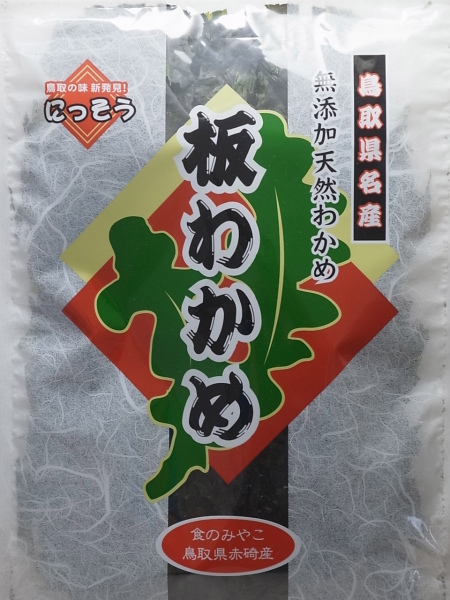 鳥取の味 新発見!
にっそう
鳥取県名産
無添加天然わかめ
板わかめ
食のみやこ
鳥取県赤碕産